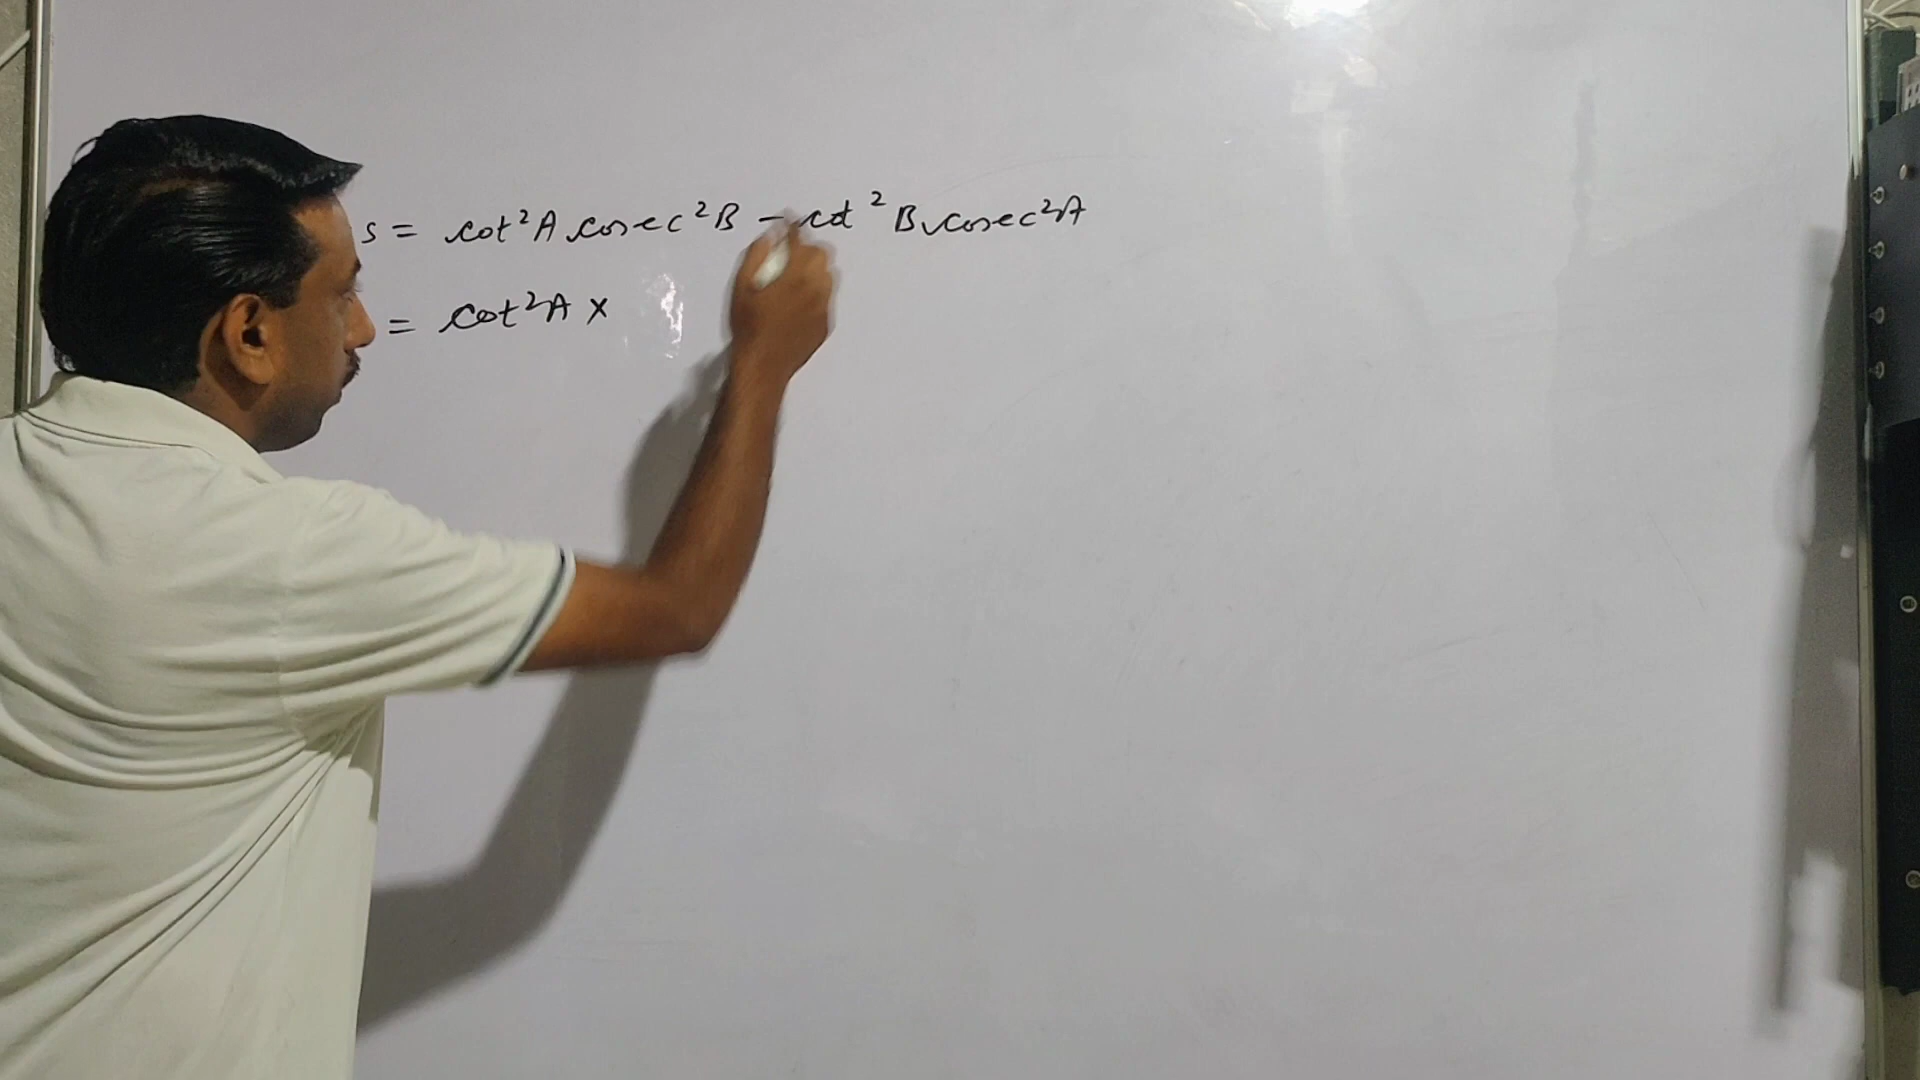 s = cot²A cosec²B - cot²B cosec²A
= cot²A ×